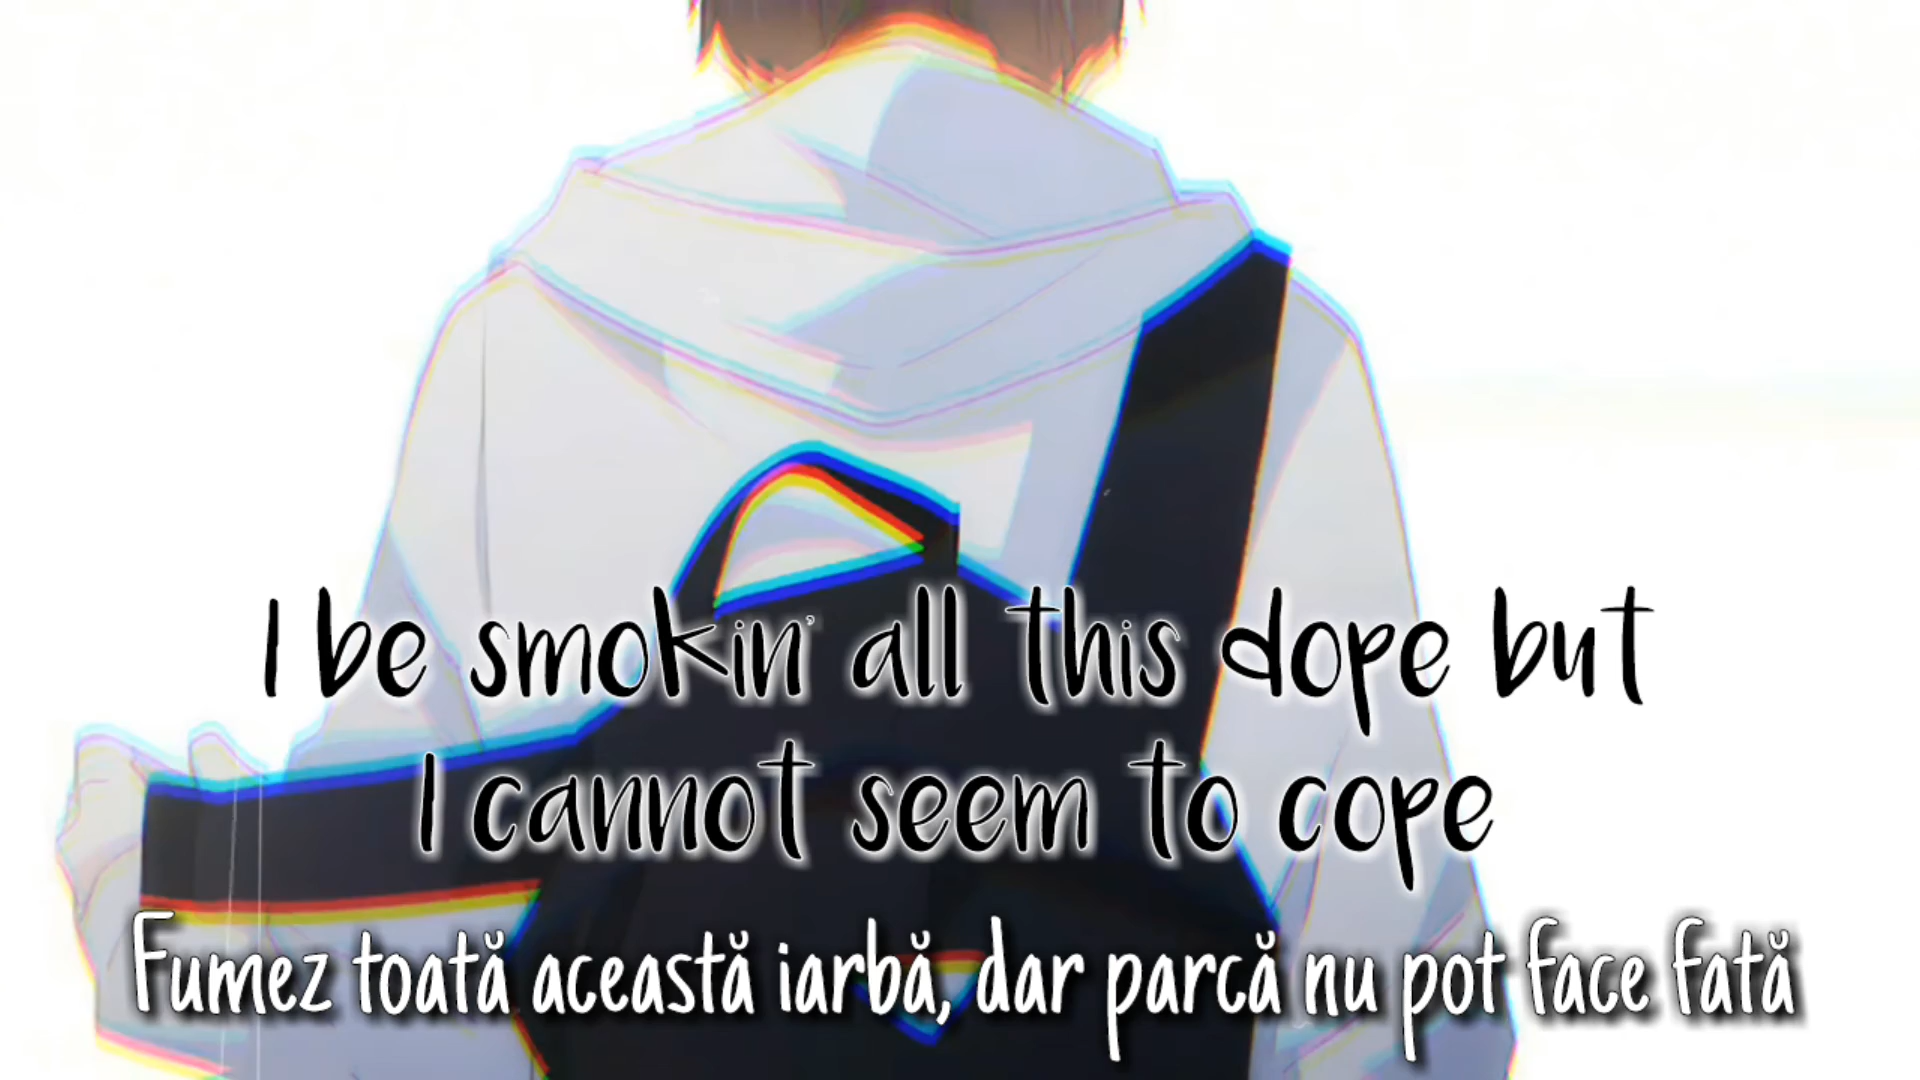 I be smokin' all this dope but
I cannot seem to cope
Fumez toată această iarbă, dar parcă nu pot face fată